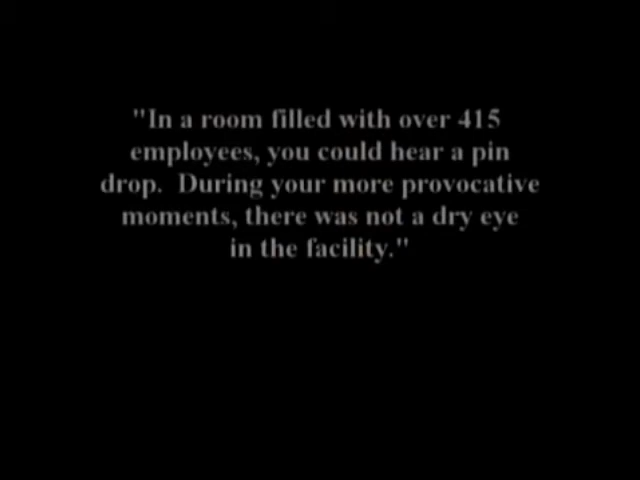 "In a room filled with over 415
employees, you could hear a pin
drop.  During your more provocative
moments, there was not a dry eye
in the facility."